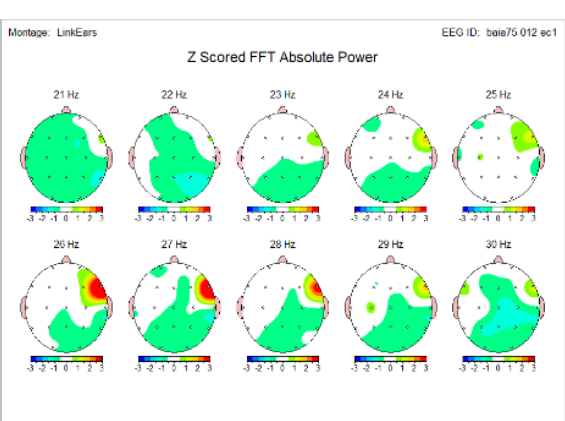 Montage: LinkEars EEG ID: baia75 012 ec1
Z Scored FFT Absolute Power
21 Hz 22 Hz 23 Hz 24 Hz 25 Hz
-3 -2 -1 0 1 2 3 -3 -2 -1 0 1 2 3 -3 -2 -1 0 1 2 3 -3 -2 -1 0 1 2 3 -3 -2 -1 0 1 2 3
26 Hz 27 Hz 28 Hz 29 Hz 30 Hz
-3 -2 -1 0 1 2 3 -3 -2 -1 0 1 2 3 -3 -2 -1 0 1 2 3 -3 -2 -1 0 1 2 3 -3 -2 -1 0 1 2 3